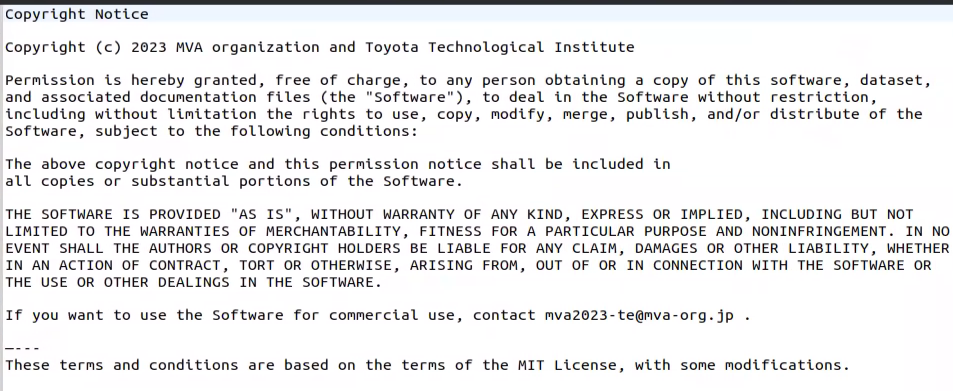 Copyright Notice
Copyright (c) 2023 MVA organization and Toyota Technological Institute
Permission is hereby granted, free of charge, to any person obtaining a copy of this software, dataset,
and associated documentation files (the "Software"), to deal in the Software without restriction,
including without limitation the rights to use, copy, modify, merge, publish, and/or distribute of the
Software, subject to the following conditions:
The above copyright notice and this permission notice shall be included in
all copies or substantial portions of the Software.
THE SOFTWARE IS PROVIDED "AS IS", WITHOUT WARRANTY OF ANY KIND, EXPRESS OR IMPLIED, INCLUDING BUT NOT
LIMITED TO THE WARRANTIES OF MERCHANTABILITY, FITNESS FOR A PARTICULAR PURPOSE AND NONINFRINGEMENT. IN NO
EVENT SHALL THE AUTHORS OR COPYRIGHT HOLDERS BE LIABLE FOR ANY CLAIM, DAMAGES OR OTHER LIABILITY, WHETHER
IN AN ACTION OF CONTRACT, TORT OR OTHERWISE, ARISING FROM, OUT OF OR IN CONNECTION WITH THE SOFTWARE OR
THE USE OR OTHER DEALINGS IN THE SOFTWARE.
If you want to use the Software for commercial use, contact mva2023-te@mva-org.jp .
—---
These terms and conditions are based on the terms of the MIT License, with some modifications.